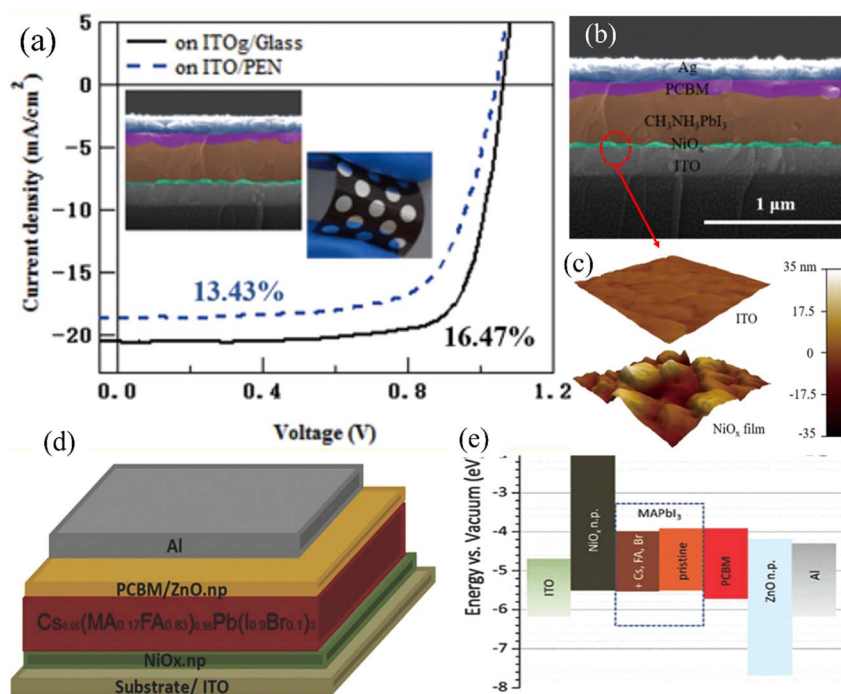 (a)
on ITOg/Glass
on ITO/PEN
Current density (mA/cm²)
5
0
-5
-10
-15
-20
13.43%
16.47%
0.0
0.4
0.8
1.2
Voltage (V)
(b)
Ag
PCBM
CH₃NH₃PbI₃
NiOₓ
ITO
1 μm
(c)
35 nm
17.5
0
-17.5
-35
ITO
NiOₓ film
(d)
Al
PCBM/ZnO.np
Cs₀.₀₅(MA₀.₁₇FA₀.₈₃)₀.₉₅Pb(I₀.₉Br₀.₁)₃
NiOx.np
Substrate/ ITO
(e)
Energy vs. Vacuum (eV)
-3
-4
-5
-6
-7
-8
ITO
NiOₓ n.p.
MAPbI₃
+ Cs, FA, Br
pristine
PCBM
ZnO n.p.
Al